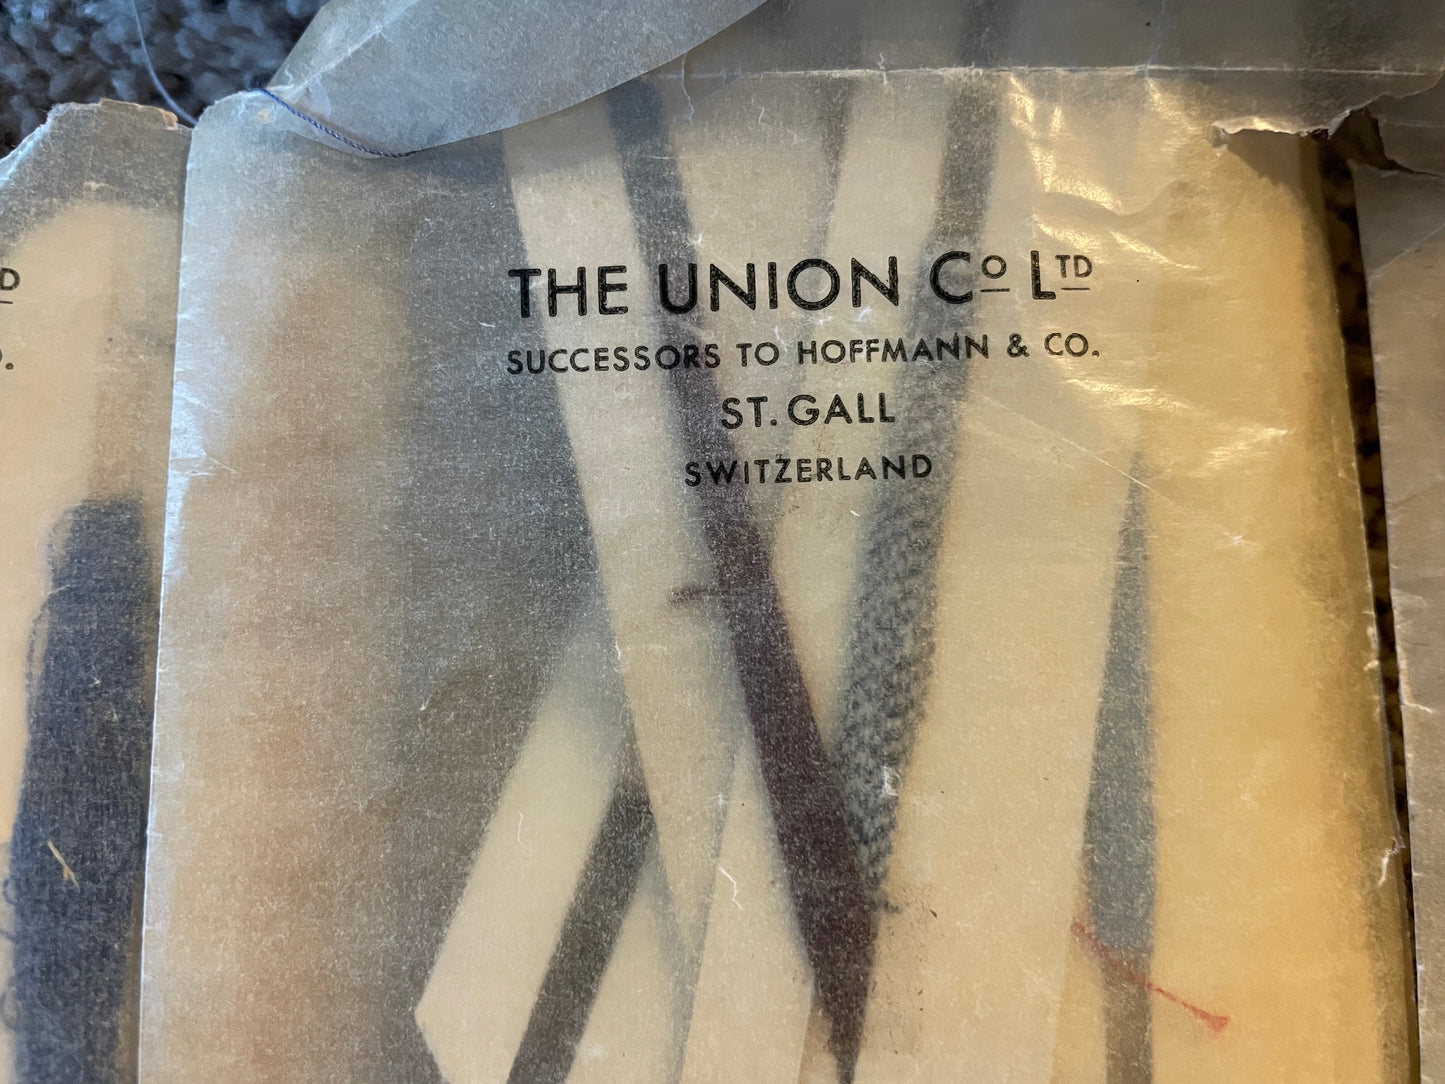 THE UNION Co LTD
SUCCESSORS TO HOFFMANN & CO.
ST. GALL
SWITZERLAND
D
.